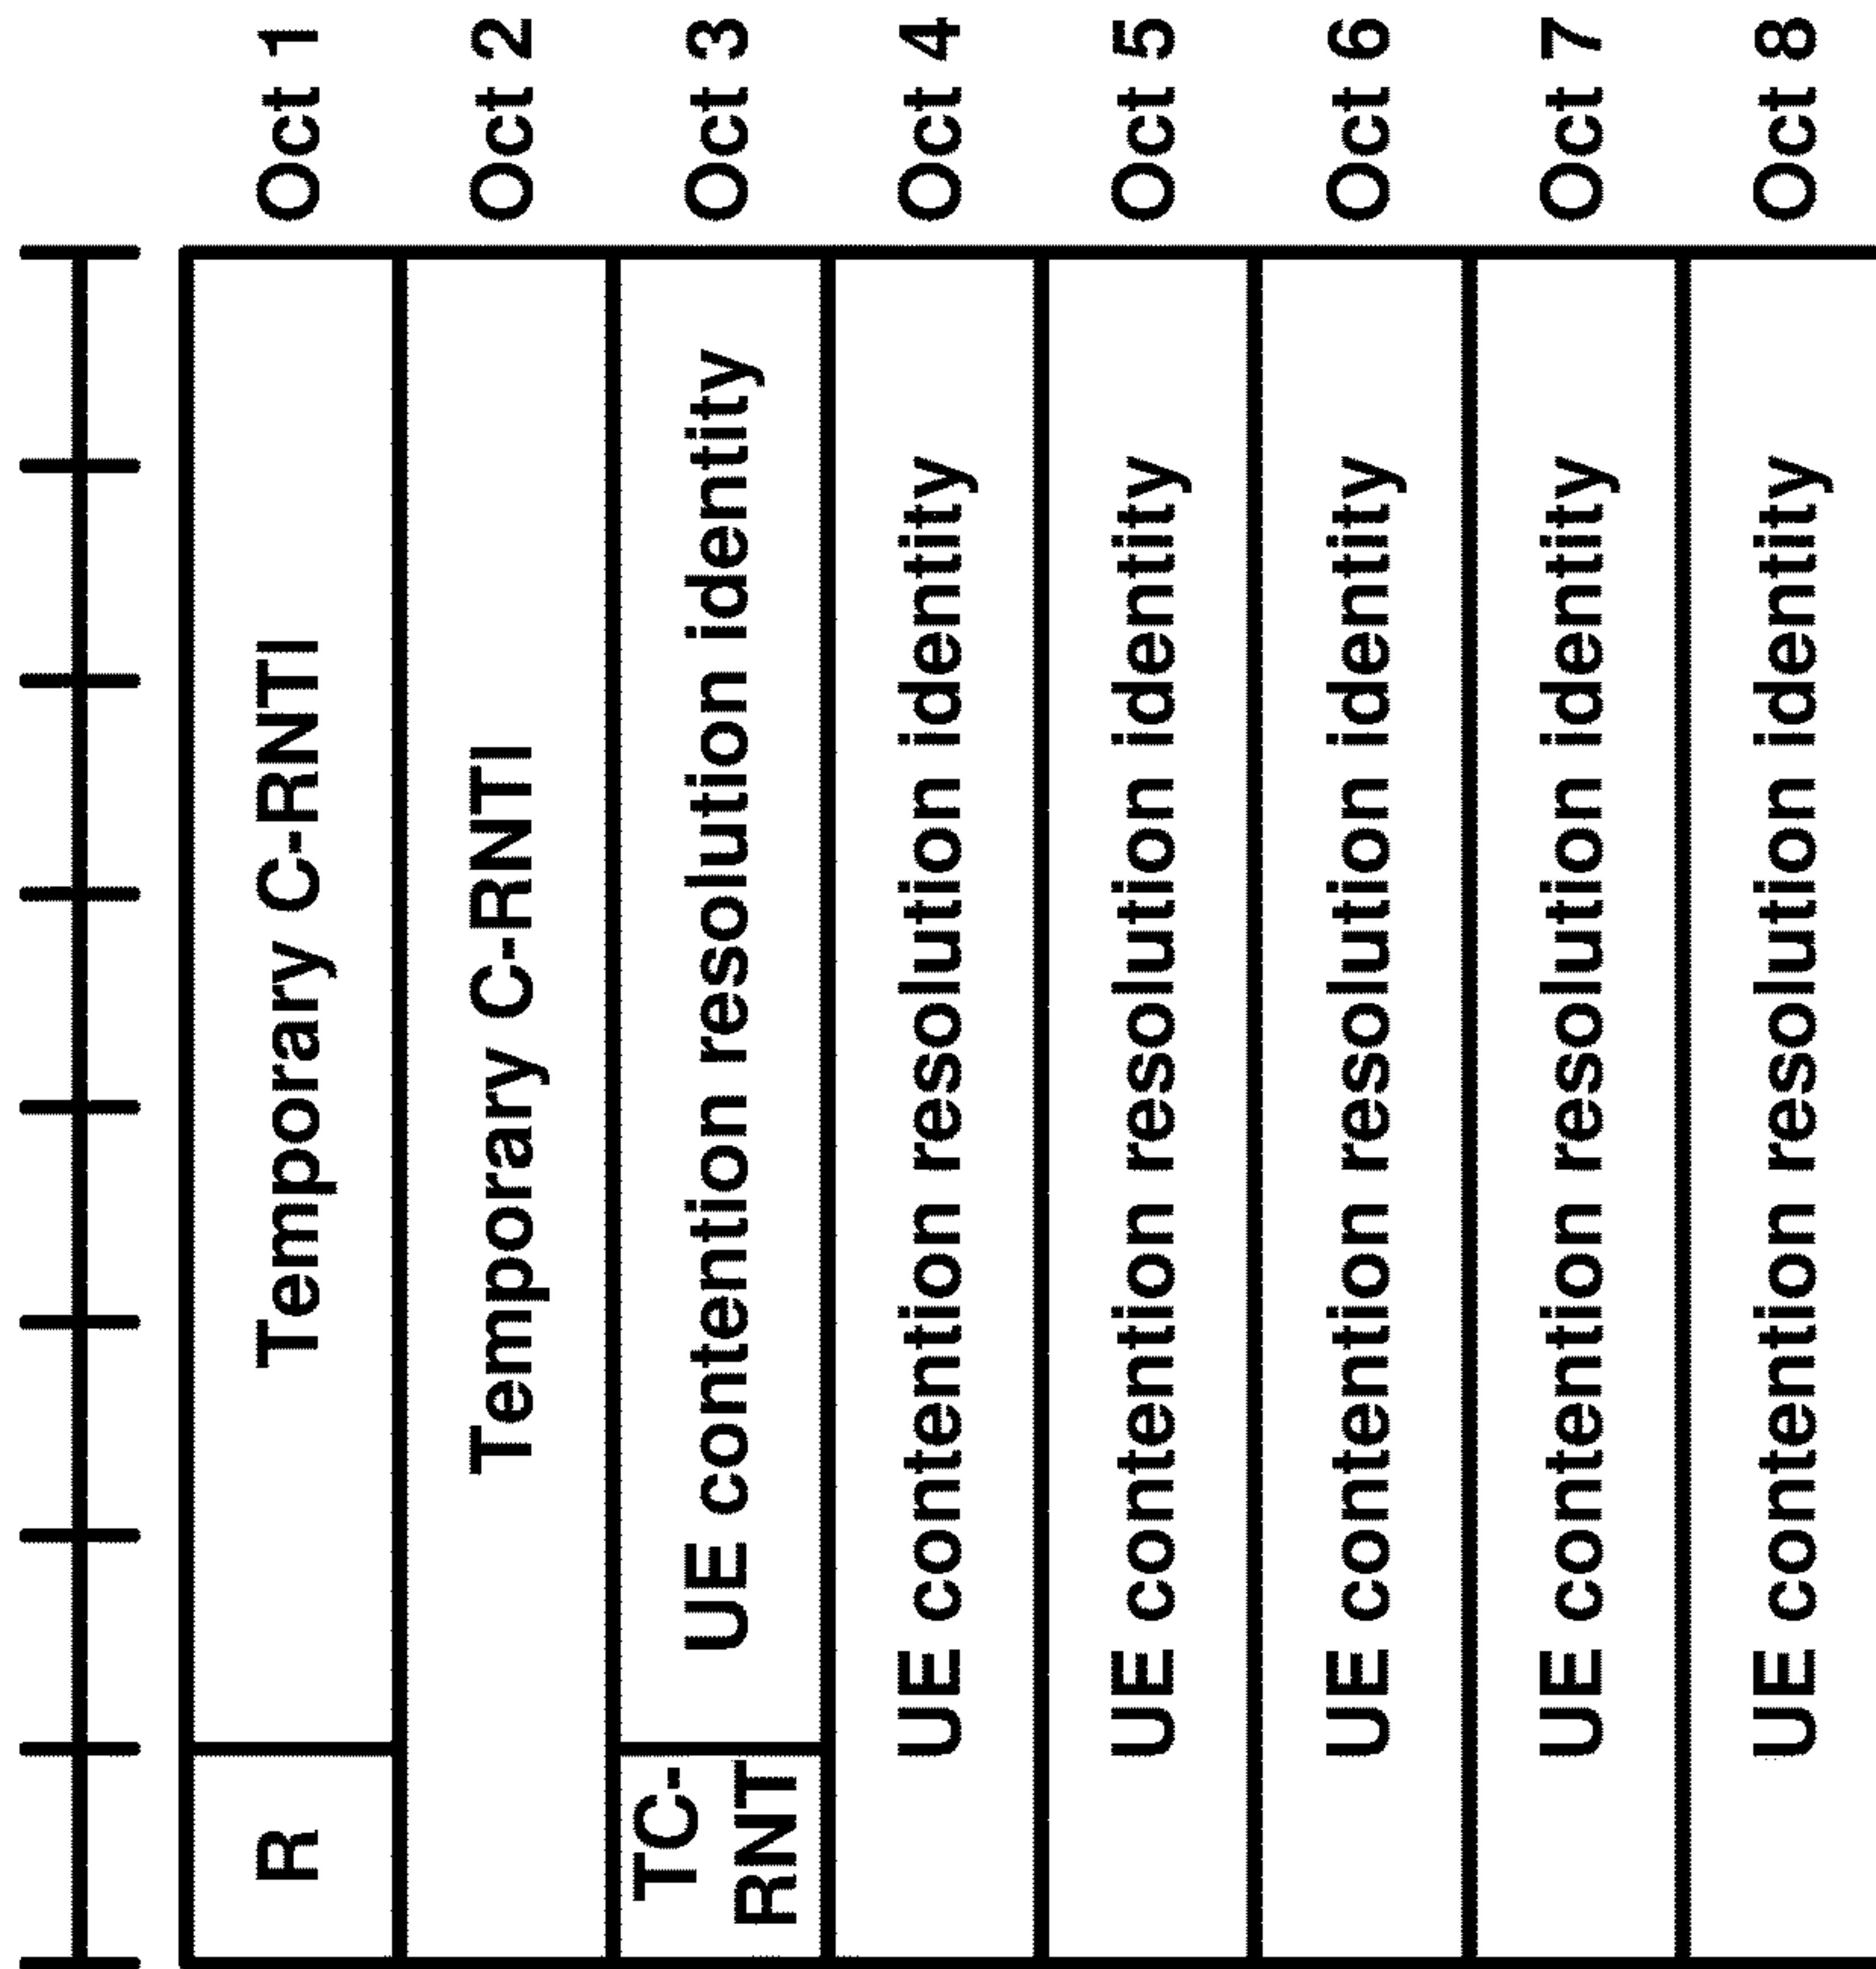 R Temporary C-RNTI Oct 1
Temporary C-RNTI Oct 2
TC-
RNT UE contention resolution identity Oct 3
UE contention resolution identity Oct 4
UE contention resolution identity Oct 5
UE contention resolution identity Oct 6
UE contention resolution identity Oct 7
UE contention resolution identity Oct 8